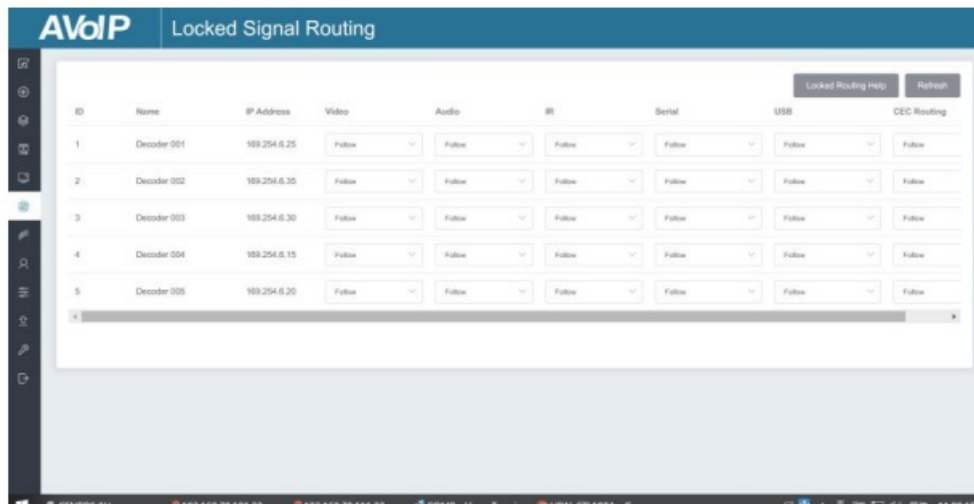 AVoIP Locked Signal Routing
Locked Routing Help Refresh
ID Name IP Address Video Audio IR Serial USB CEC Routing
1 Decoder 001 169.254.6.25 Follow Follow Follow Follow Follow Follow
2 Decoder 002 169.254.6.35 Follow Follow Follow Follow Follow Follow
3 Decoder 003 169.254.6.30 Follow Follow Follow Follow Follow Follow
4 Decoder 004 169.254.6.15 Follow Follow Follow Follow Follow Follow
5 Decoder 005 169.254.6.20 Follow Follow Follow Follow Follow Follow